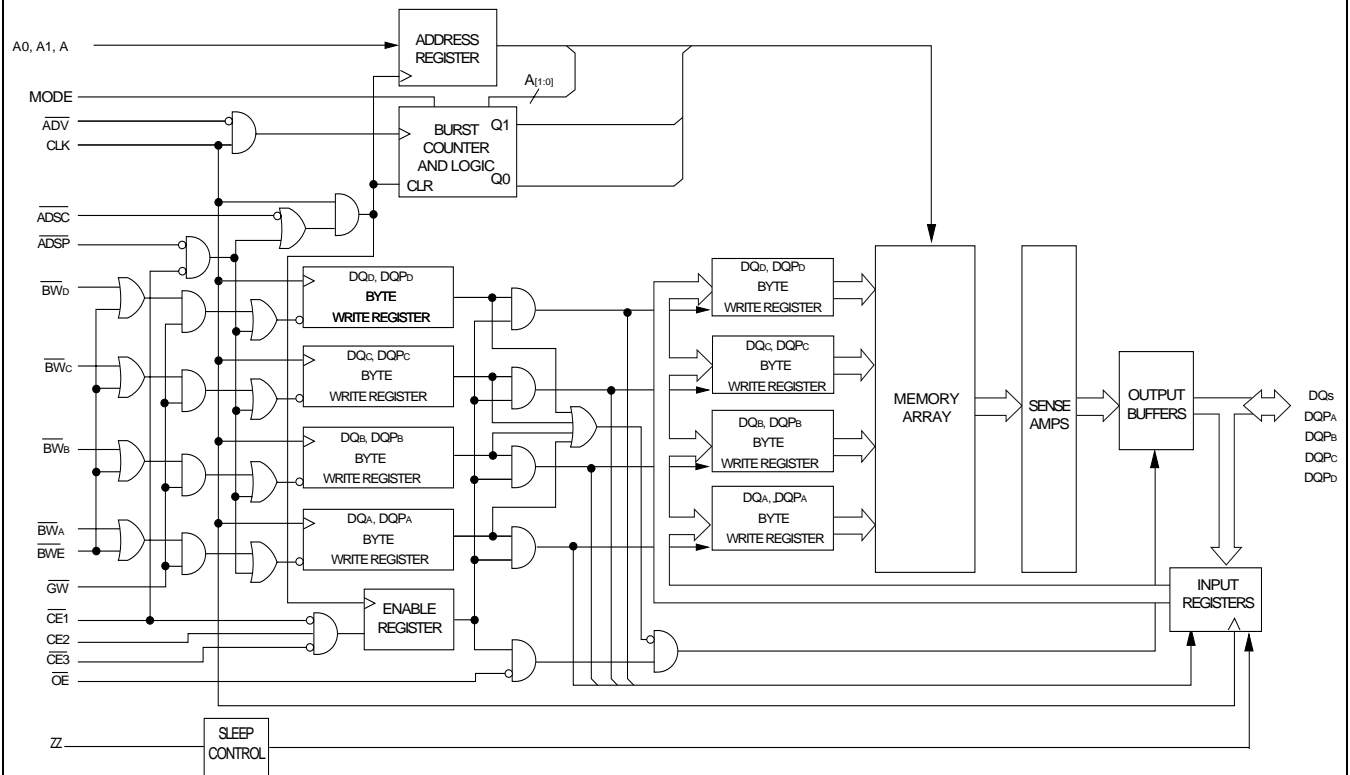 A0, A1, A
ADDRESS
REGISTER
A[1:0]
MODE
ADV
CLK
BURST
COUNTER
AND LOGIC
Q1
Q0
CLR
ADSC
ADSP
BWD
DQD, DQPD
BYTE
WRITE REGISTER
DQD, DQPD
BYTE
WRITE REGISTER
BWC
DQC, DQPC
BYTE
WRITE REGISTER
DQC, DQPC
BYTE
WRITE REGISTER
MEMORY
ARRAY
SENSE
AMPS
OUTPUT
BUFFERS
DQs
DQPA
DQPB
DQPC
DQPD
BWB
DQB, DQPB
BYTE
WRITE REGISTER
DQB, DQPB
BYTE
WRITE REGISTER
BWA
BWE
DQA, DQPA
BYTE
WRITE REGISTER
DQA, DQPA
BYTE
WRITE REGISTER
GW
CE1
CE2
CE3
OE
ENABLE
REGISTER
INPUT
REGISTERS
ZZ
SLEEP
CONTROL